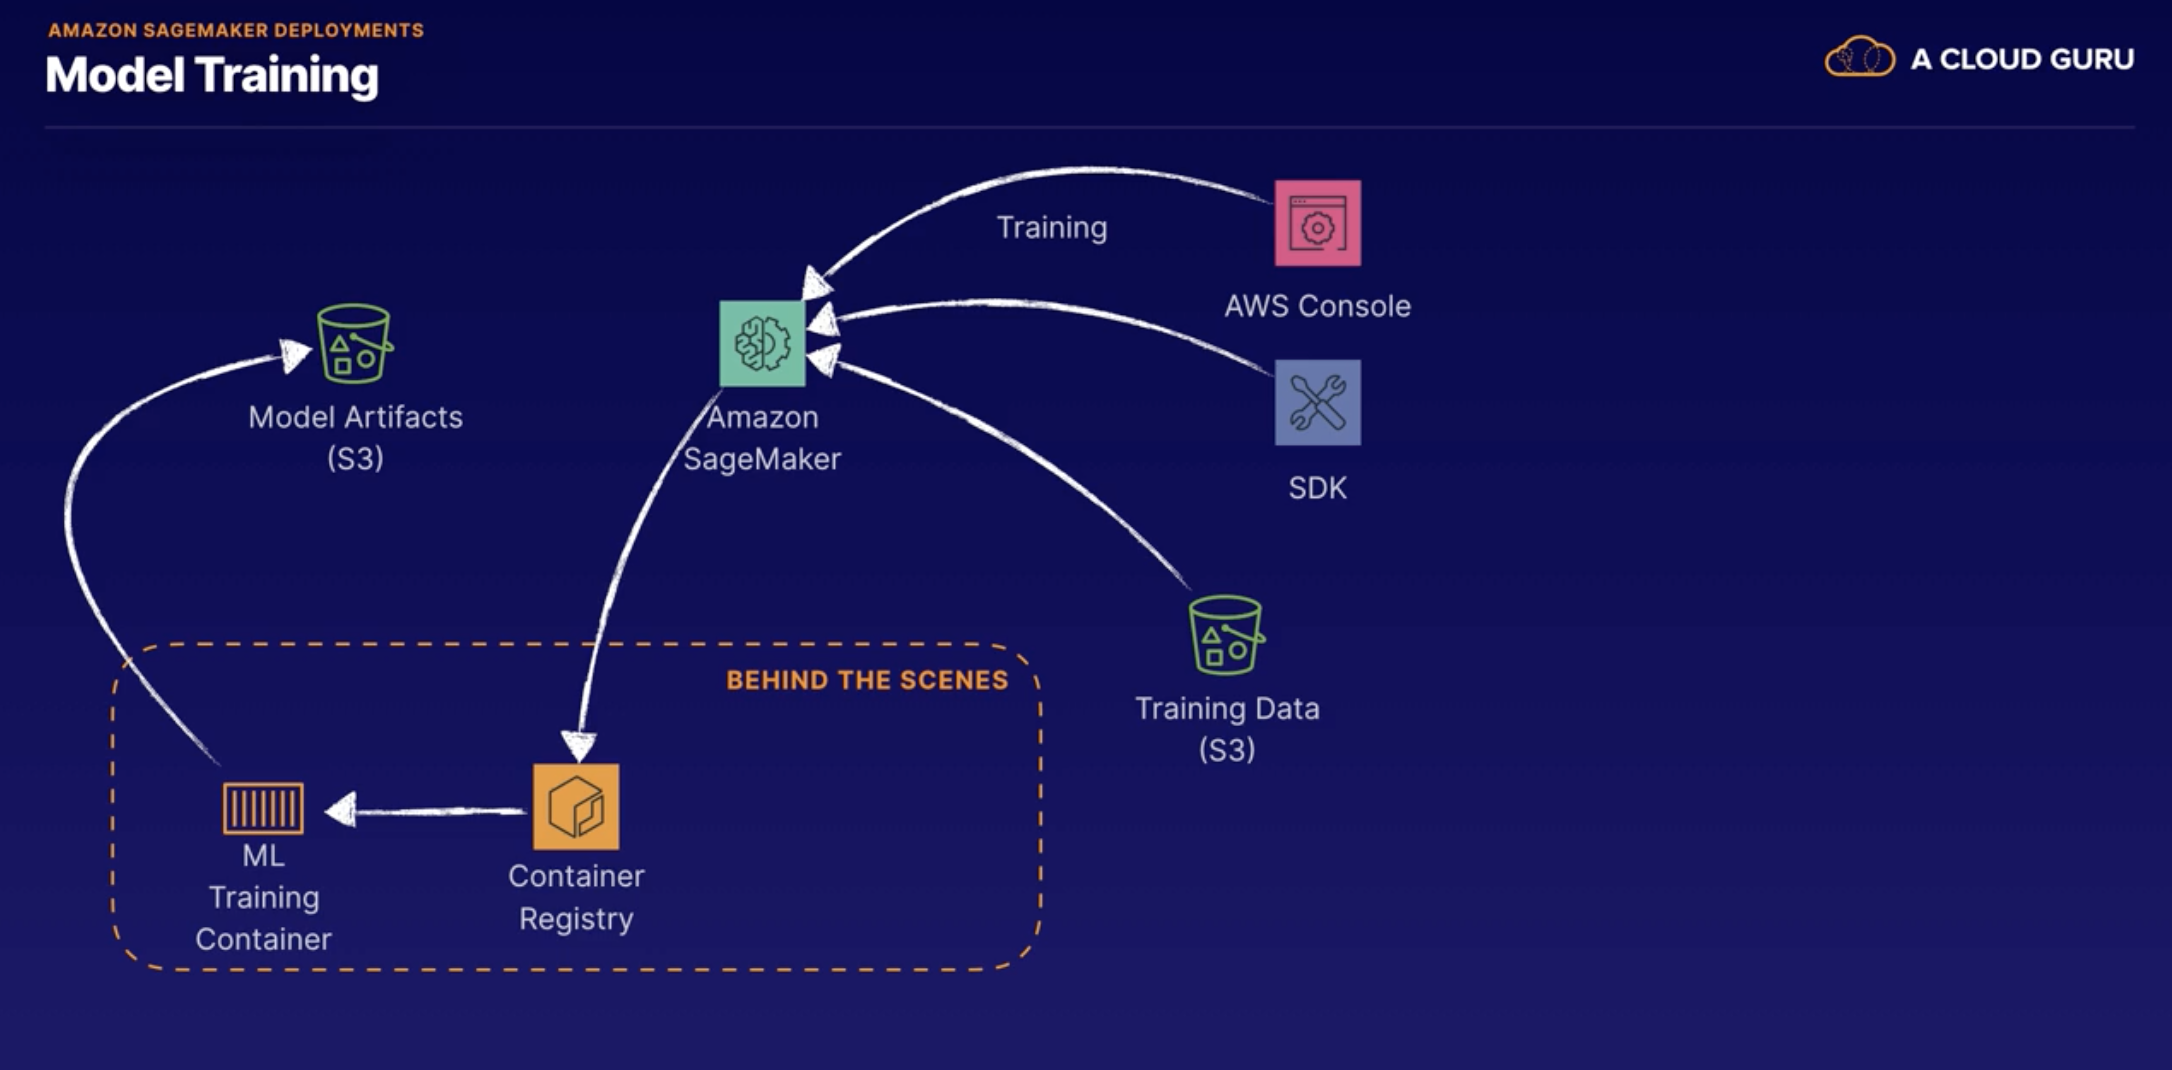 AMAZON SAGEMAKER DEPLOYMENTS
Model Training
A CLOUD GURU
Training
AWS Console
Model Artifacts
(S3)
Amazon
SageMaker
SDK
BEHIND THE SCENES
Training Data
(S3)
ML
Training
Container
Container
Registry